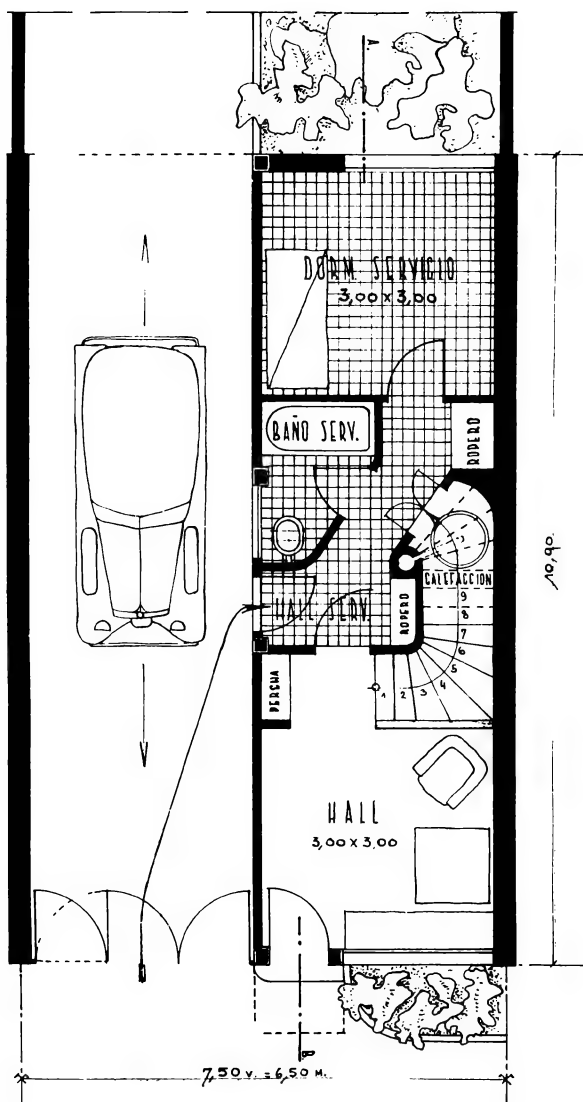 A
DORM. SERVICIO
3,00 x 3,00
BAÑO SERV.
ROPERO
CALEFACCION
9
8
7
6
5
4
3
2
1
HALL SERV.
ROPERO
PERCHA
HALL
3,00 x 3,00
10,90.
B
7,50 v. = 6,50 M.